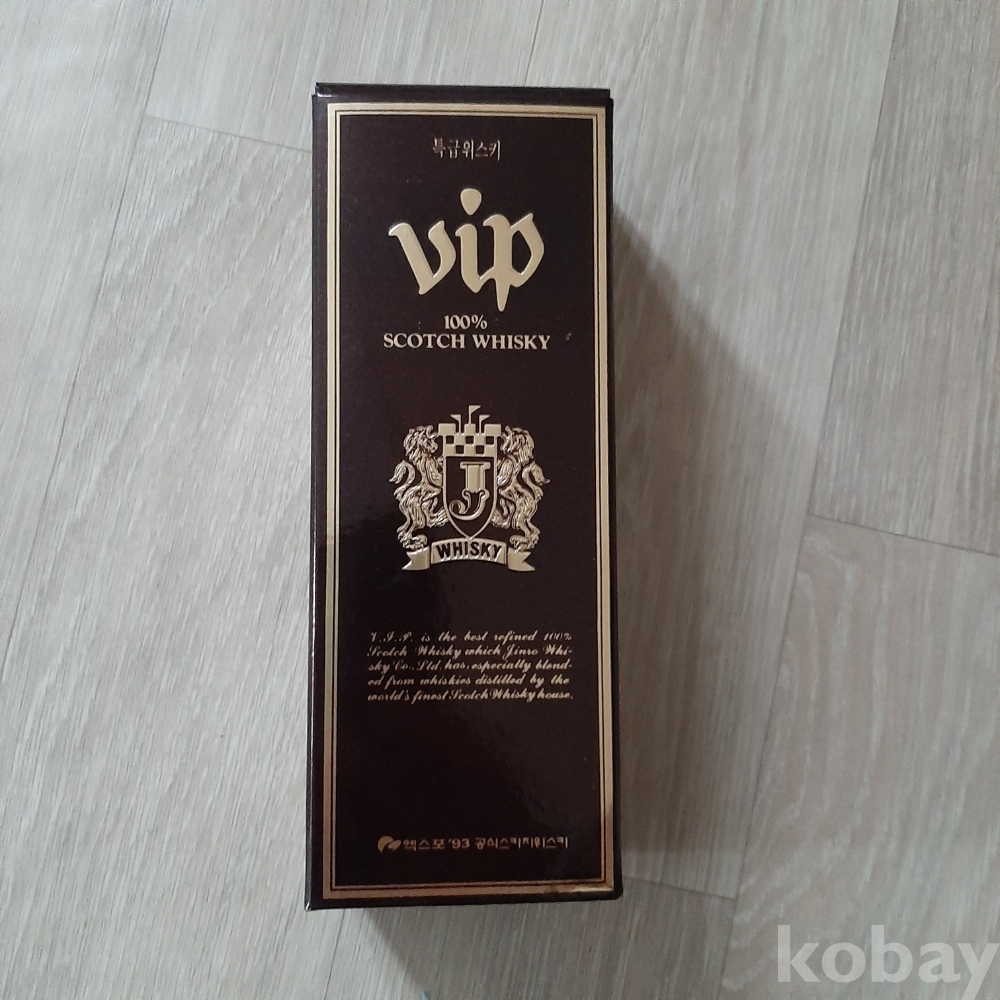 특급위스키
vip
100%
SCOTCH WHISKY
J
WHISKY
V.I.P. is the best refined 100%
Scotch Whisky which Jinro Whi-
sky Co., Ltd. has, especially blend-
ed from whiskies distilled by the
world's finest Scotch Whisky house.
엑스포 '93 공식스카치위스키
kobay